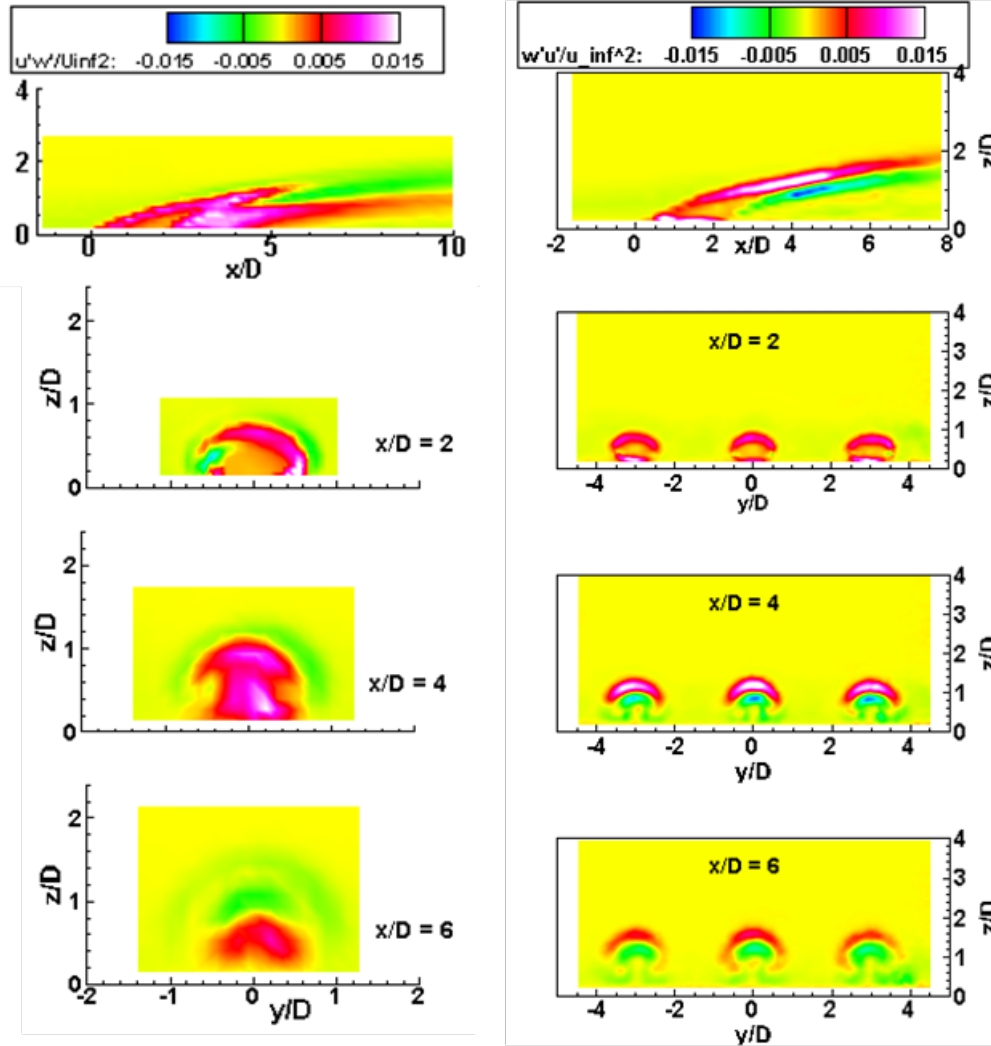 u'w'/Uinf2: -0.015 -0.005 0.005 0.015
4
2
0
0 5 10
x/D
2
1
0
z/D
x/D = 2
2
1
0
z/D
x/D = 4
2
1
0
z/D
x/D = 6
-2 -1 0 1 2
y/D
w'u'/u_inf^2: -0.015 -0.005 0.005 0.015
4
3
2
1
0
z/D
-2 0 2 4 6 8
x/D
x/D = 2
4
3
2
1
0
z/D
-4 -2 0 2 4
y/D
x/D = 4
4
3
2
1
0
z/D
-4 -2 0 2 4
y/D
x/D = 6
4
3
2
1
0
z/D
-4 -2 0 2 4
y/D